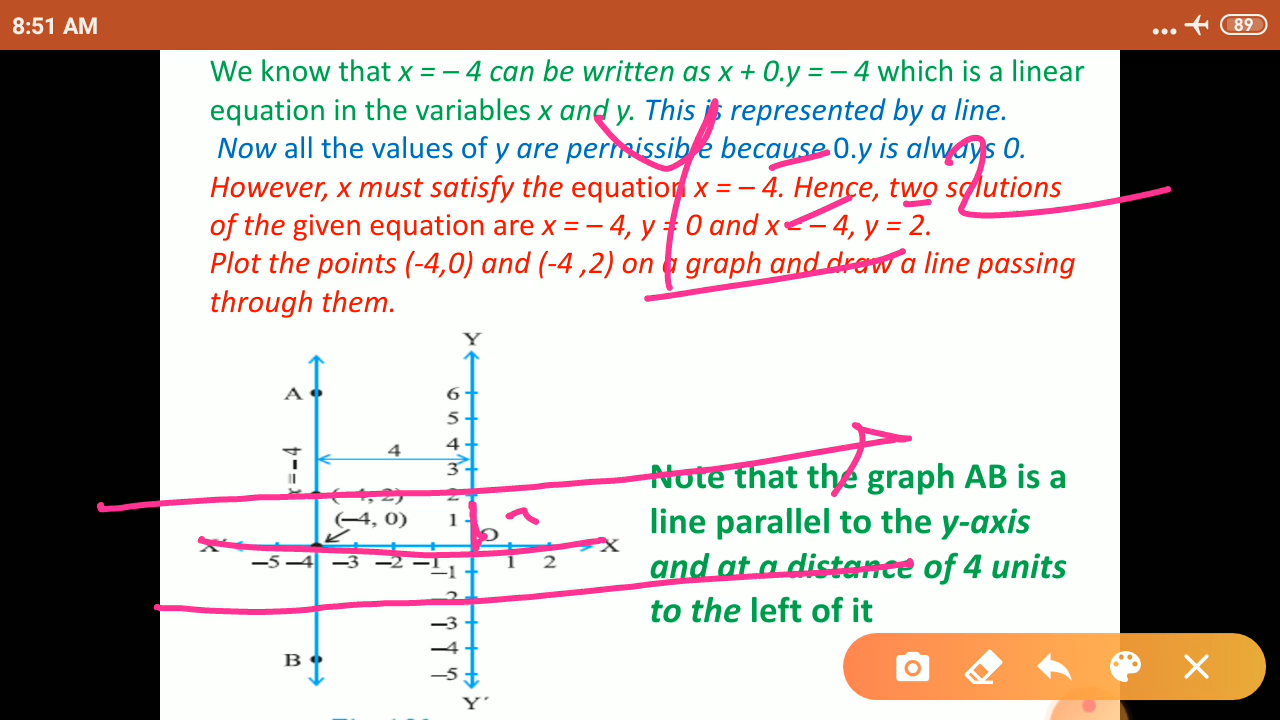 8:51 AM
89
We know that x = – 4 can be written as x + 0.y = – 4 which is a linear
equation in the variables x and y. This is represented by a line.
Now all the values of y are permissible because 0.y is always 0.
However, x must satisfy the equation x = – 4. Hence, two solutions
of the given equation are x = – 4, y = 0 and x = – 4, y = 2.
Plot the points (-4,0) and (-4 ,2) on a graph and draw a line passing
through them.
y = 2
Y
A
6
5
4
4
3
x = –4
(–4, 2)
2
(–4, 0)
1
O
X′
X
–5 –4 –3 –2 –1 1 2
–1
–2
–3
–4
B
–5
Y′
Note that the graph AB is a
line parallel to the y-axis
and at a distance of 4 units
to the left of it